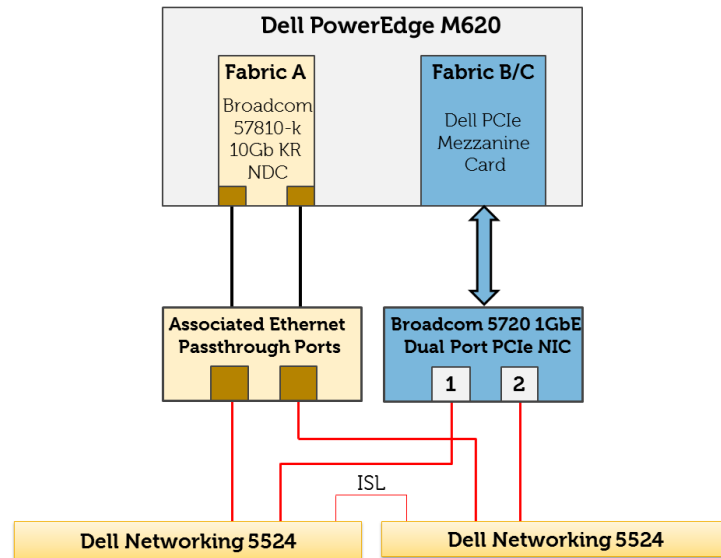 Dell PowerEdge M620
Fabric A
Broadcom
57810-k
10Gb KR
NDC
Fabric B/C
Dell PCIe
Mezzanine
Card
Associated Ethernet
Passthrough Ports
Broadcom 5720 1GbE
Dual Port PCIe NIC
1
2
ISL
Dell Networking 5524
Dell Networking 5524